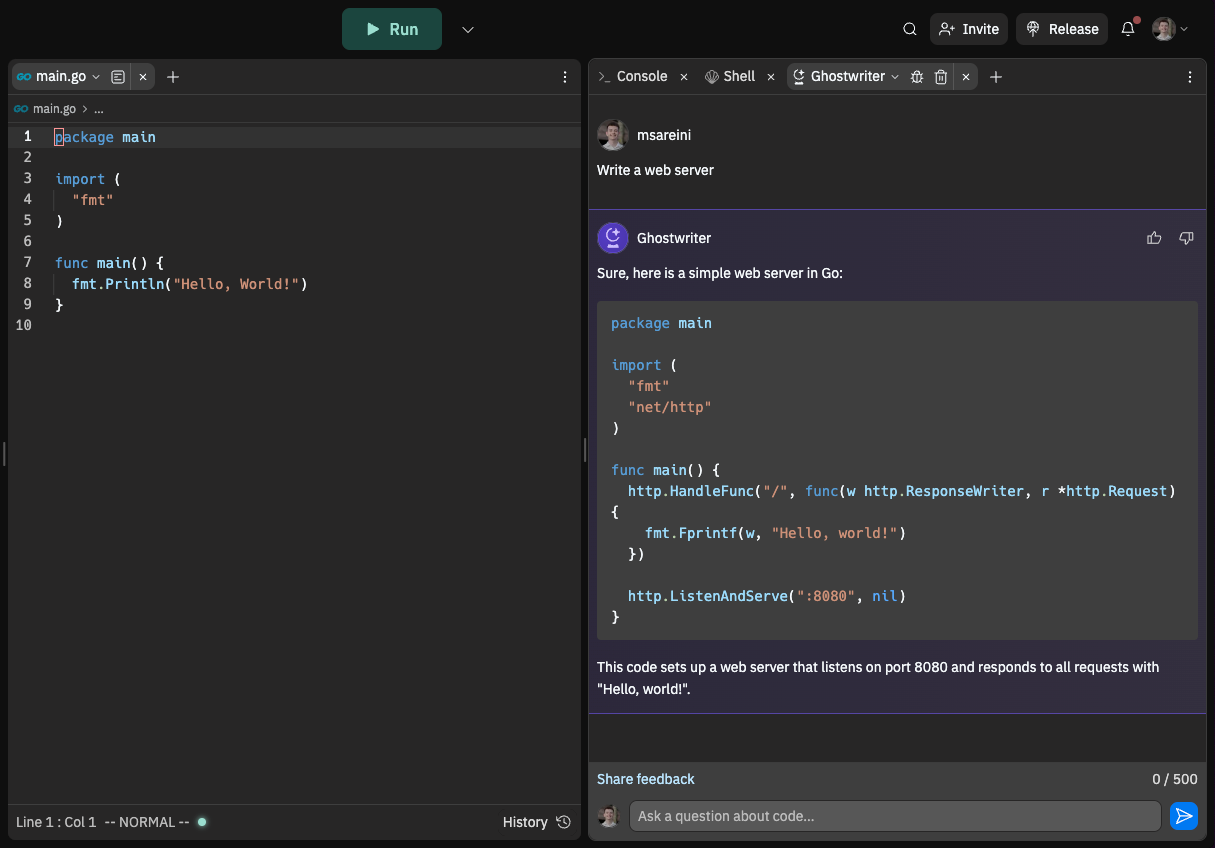 Run
Invite
Release
GO main.go
Console
Shell
Ghostwriter
GO main.go > ...
1 package main
2
3 import (
4 "fmt"
5 )
6
7 func main() {
8 fmt.Println("Hello, World!")
9 }
10
Line 1 : Col 1 -- NORMAL --
History
msareini
Write a web server
Ghostwriter
Sure, here is a simple web server in Go:
package main
import (
"fmt"
"net/http"
)
func main() {
http.HandleFunc("/", func(w http.ResponseWriter, r *http.Request)
{
fmt.Fprintf(w, "Hello, world!")
})
http.ListenAndServe(":8080", nil)
}
This code sets up a web server that listens on port 8080 and responds to all requests with
"Hello, world!".
Share feedback
0 / 500
Ask a question about code...